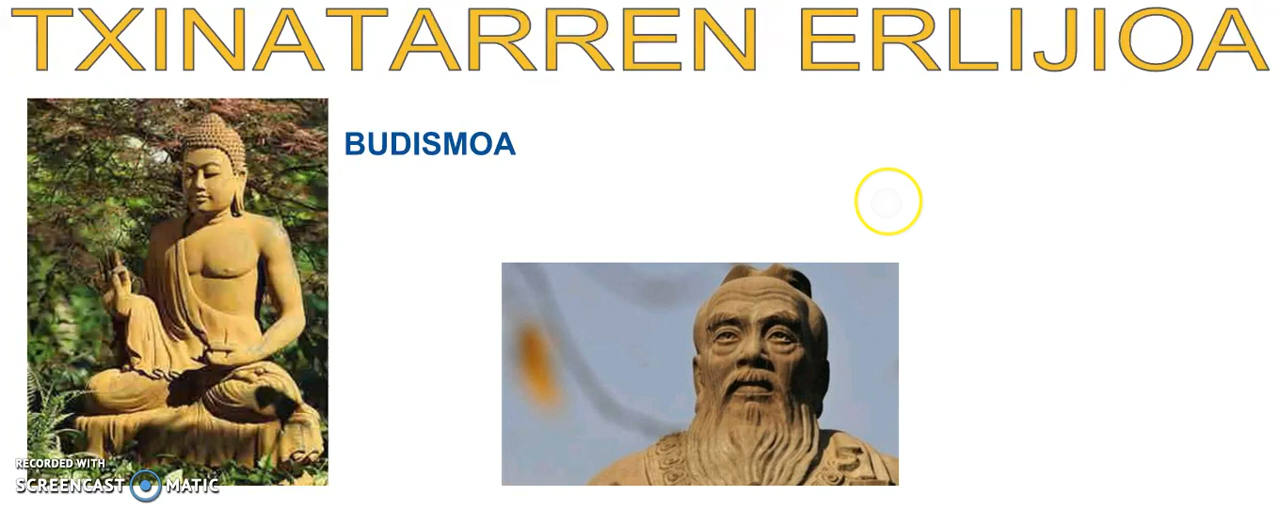 TXINATARREN ERLIJIOA
BUDISMOA
RECORDED WITH
SCREENCAST MATIC